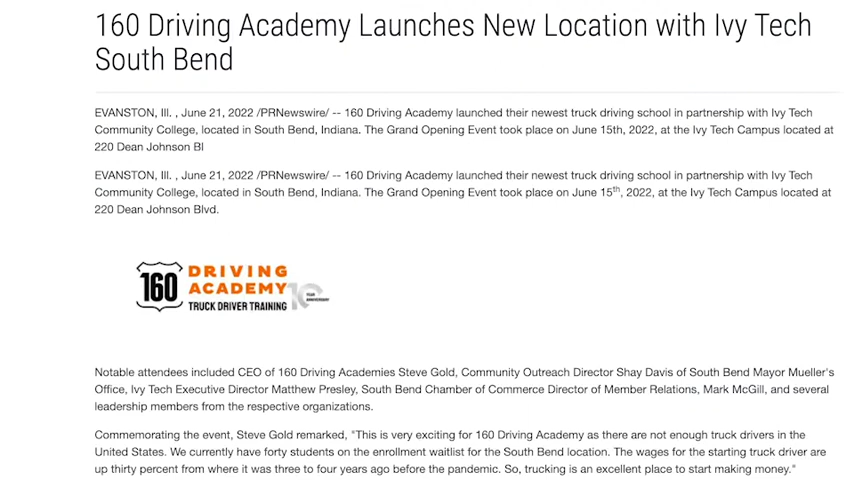 160 Driving Academy Launches New Location with Ivy Tech
South Bend
EVANSTON, Ill. , June 21, 2022 /PRNewswire/ -- 160 Driving Academy launched their newest truck driving school in partnership with Ivy Tech
Community College, located in South Bend, Indiana. The Grand Opening Event took place on June 15th, 2022, at the Ivy Tech Campus located at
220 Dean Johnson Bl
EVANSTON, Ill. , June 21, 2022 /PRNewswire/ -- 160 Driving Academy launched their newest truck driving school in partnership with Ivy Tech
Community College, located in South Bend, Indiana. The Grand Opening Event took place on June 15th, 2022, at the Ivy Tech Campus located at
220 Dean Johnson Blvd.
160 DRIVING
ACADEMY 10 YEAR ANNIVERSARY
TRUCK DRIVER TRAINING
Notable attendees included CEO of 160 Driving Academies Steve Gold, Community Outreach Director Shay Davis of South Bend Mayor Mueller's
Office, Ivy Tech Executive Director Matthew Presley, South Bend Chamber of Commerce Director of Member Relations, Mark McGill, and several
leadership members from the respective organizations.
Commemorating the event, Steve Gold remarked, "This is very exciting for 160 Driving Academy as there are not enough truck drivers in the
United States. We currently have forty students on the enrollment waitlist for the South Bend location. The wages for the starting truck driver are
up thirty percent from where it was three to four years ago before the pandemic. So, trucking is an excellent place to start making money."